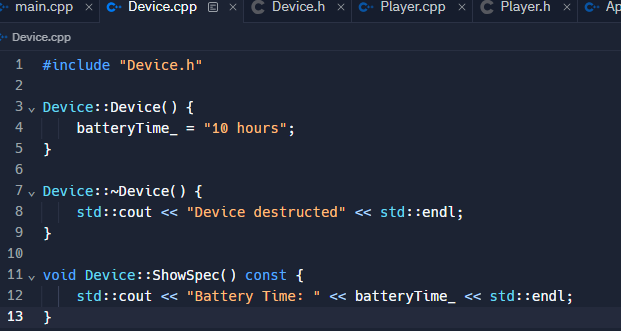 main.cpp Device.cpp Device.h Player.cpp Player.h Ap
Device.cpp
1 #include "Device.h"
2
3 Device::Device() {
4     batteryTime_ = "10 hours";
5 }
6
7 Device::~Device() {
8     std::cout << "Device destructed" << std::endl;
9 }
10
11 void Device::ShowSpec() const {
12     std::cout << "Battery Time: " << batteryTime_ << std::endl;
13 }